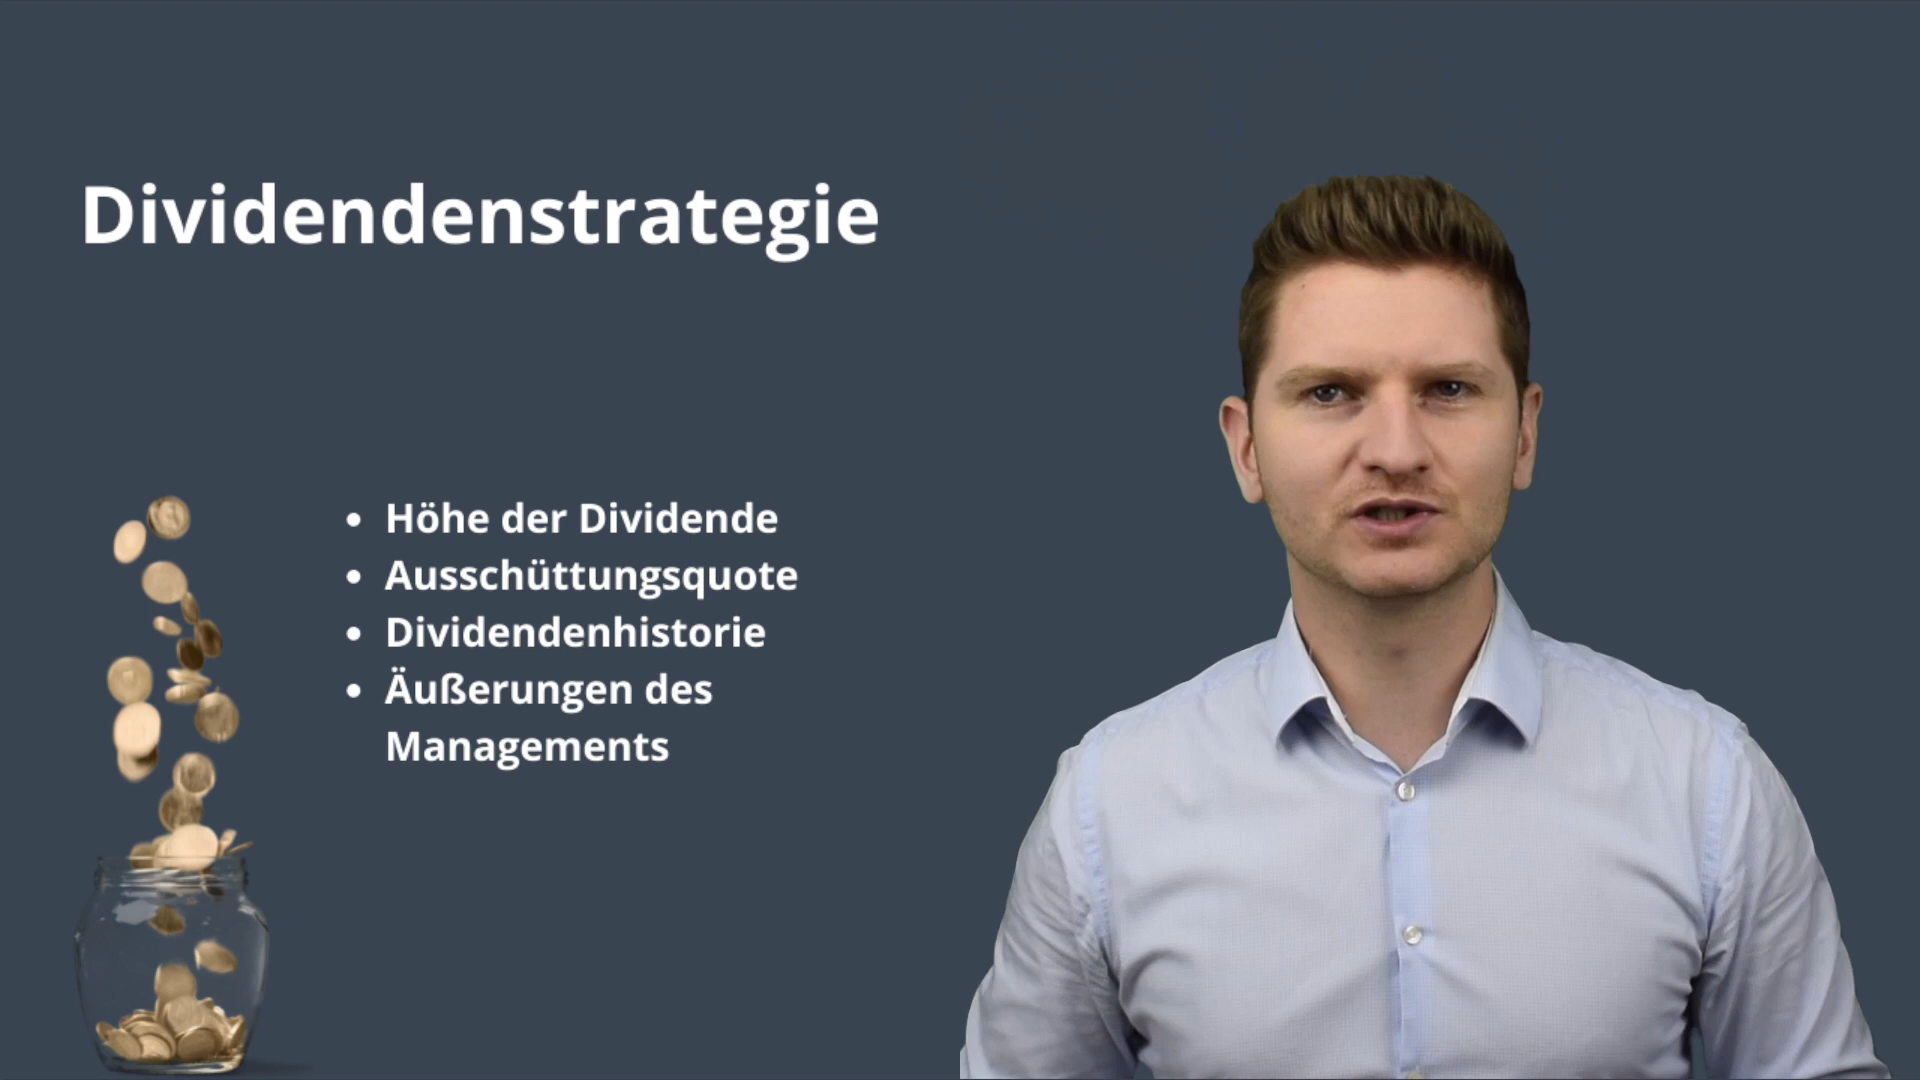 Dividendenstrategie
• Höhe der Dividende
• Ausschüttungsquote
• Dividendenhistorie
• Äußerungen des
Managements